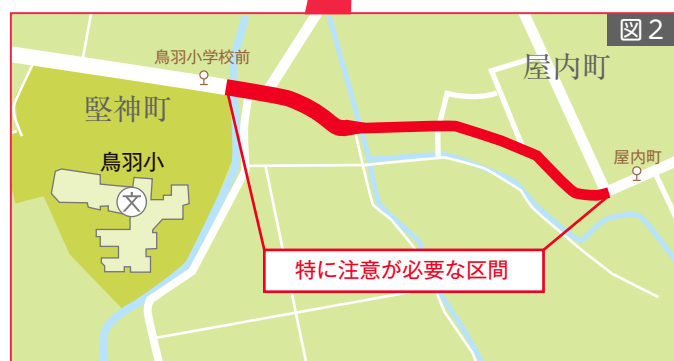 図2
鳥羽小学校前
屋内町
堅神町
鳥羽小
文
屋内町
特に注意が必要な区間